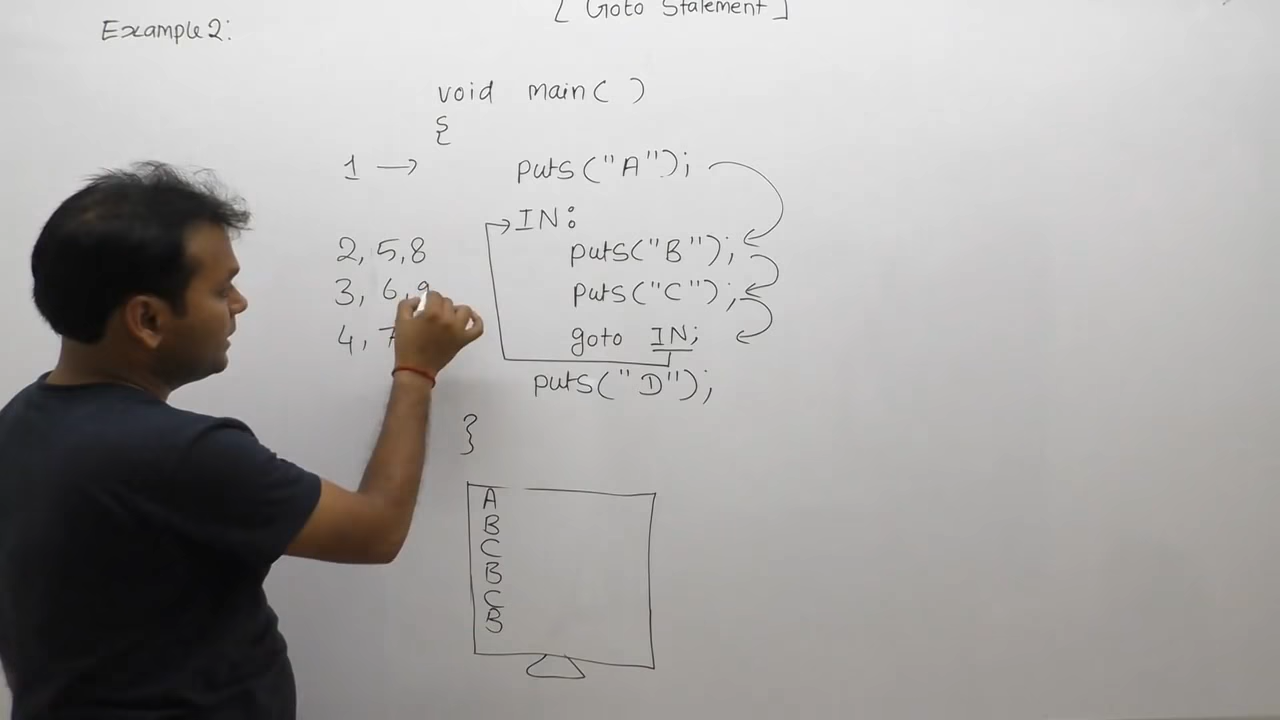 [ Goto Statement ]
Example 2:
void main( )
{
1 → puts("A");
IN:
2, 5, 8 puts("B");
3, 6, 9 puts("C");
4, 7 goto IN;
puts("D");
}
A
B
C
B
C
B